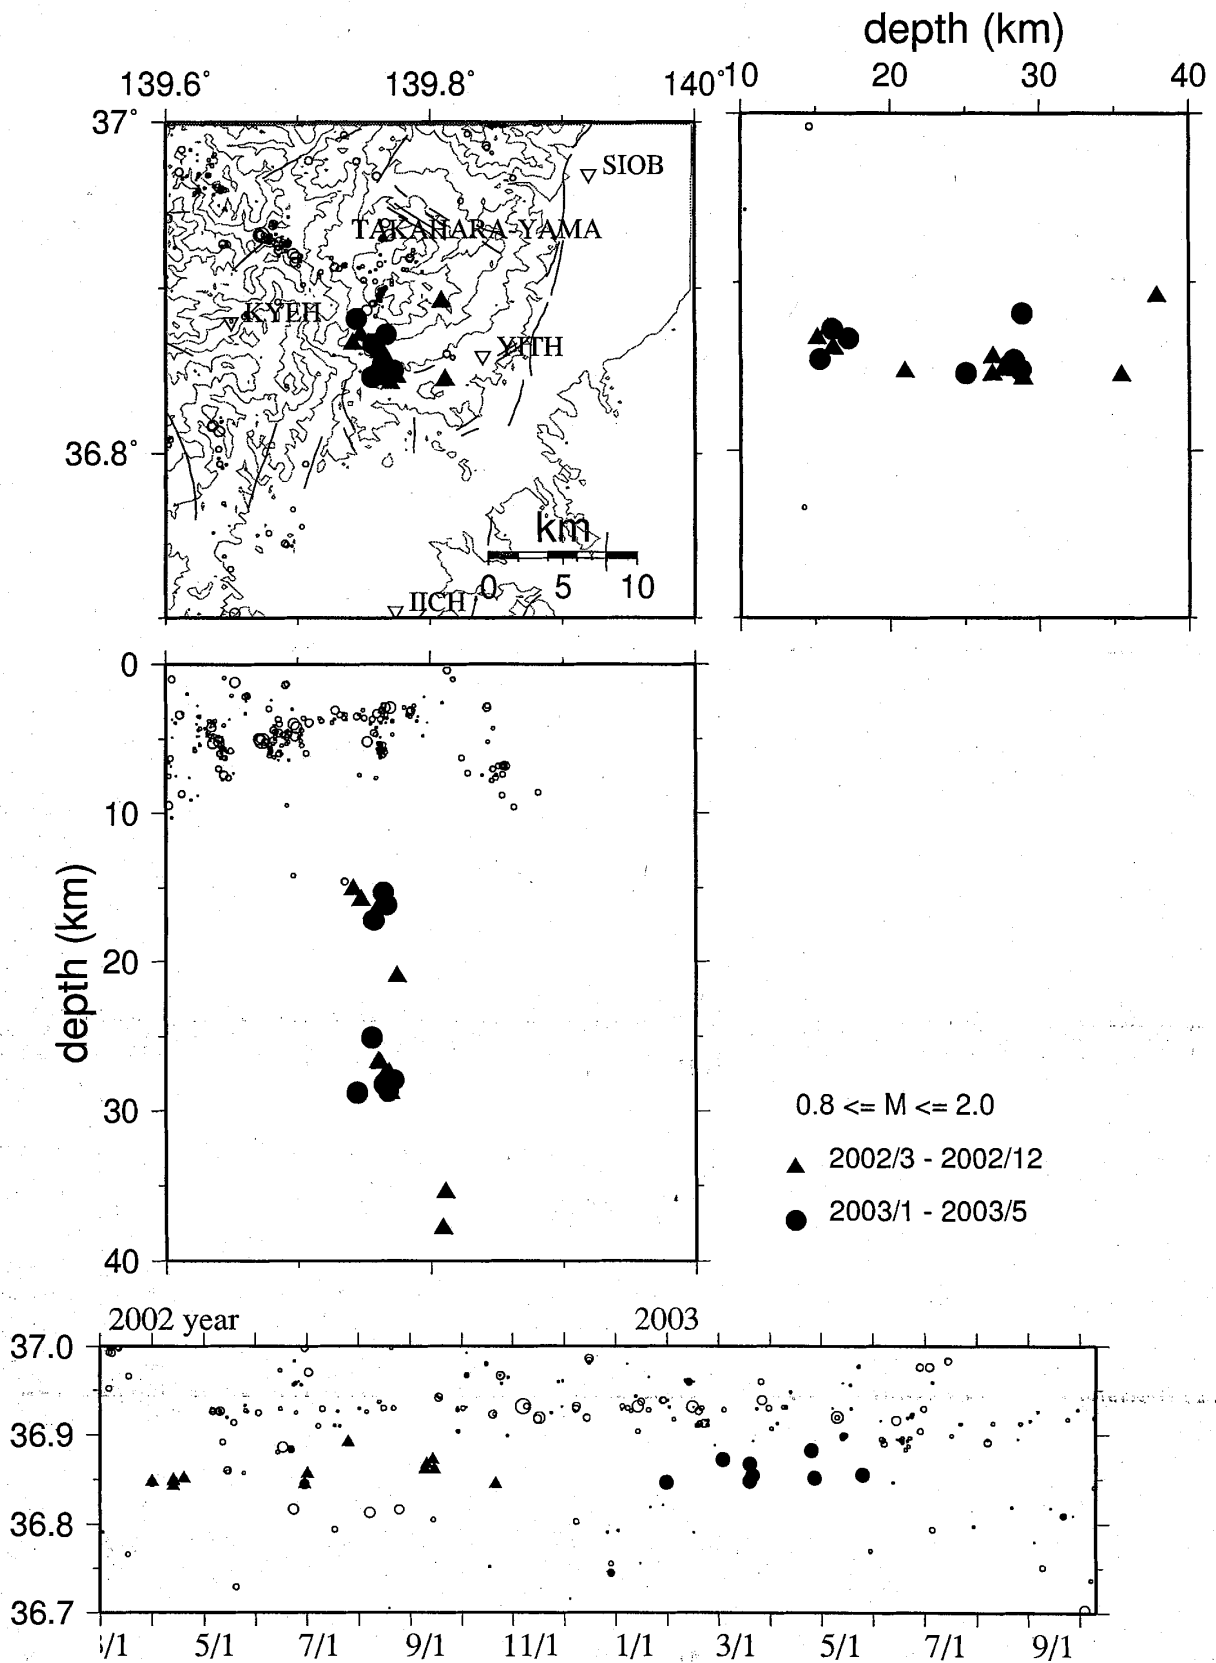 depth (km)
139.6° 139.8° 140°
10 20 30 40
37°
SIOB
TAKAHARA-YAMA
KYEH
YITH
36.8°
km
0 5 10
IICH
0
10
20
30
40
depth (km)
0.8 <= M <= 2.0
2002/3 - 2002/12
2003/1 - 2003/5
2002 year 2003
37.0
36.9
36.8
36.7
/1 5/1 7/1 9/1 11/1 1/1 3/1 5/1 7/1 9/1